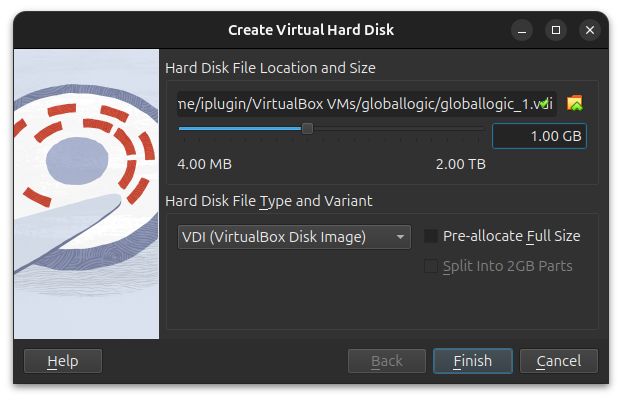 Create Virtual Hard Disk
Hard Disk File Location and Size
me/iplugin/VirtualBox VMs/globallogic/globallogic_1.vdi
1.00 GB
4.00 MB 2.00 TB
Hard Disk File Type and Variant
VDI (VirtualBox Disk Image) Pre-allocate Full Size
Split Into 2GB Parts
Help Back Finish Cancel